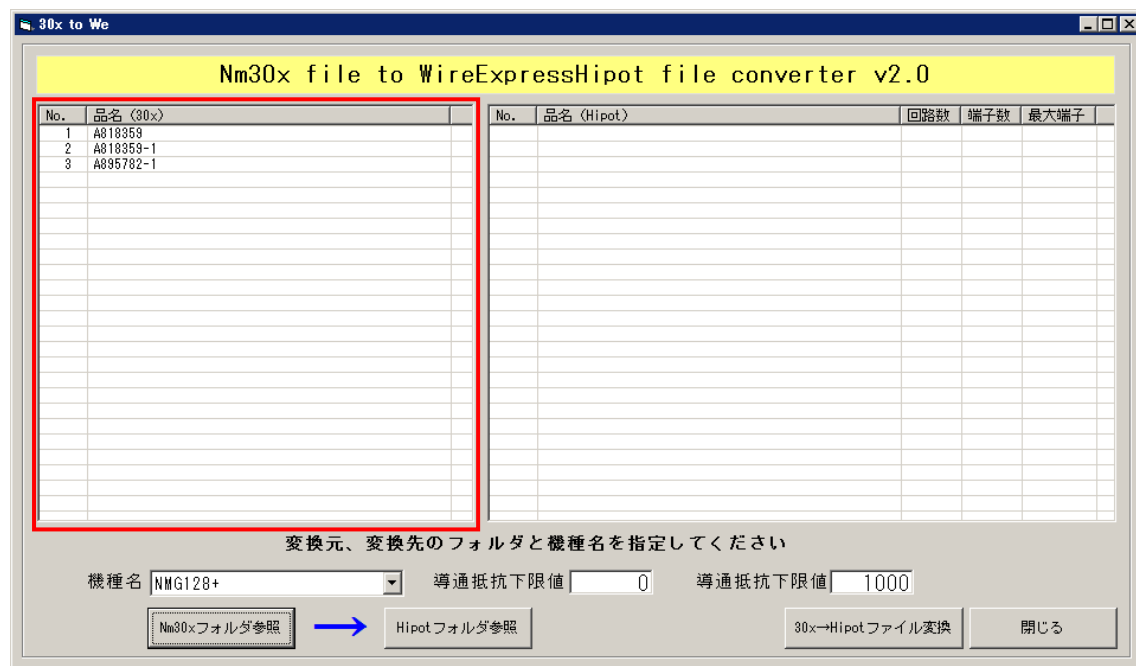 30x to We
Nm30x file to WireExpressHipot file converter v2.0
No. 品名 (30x)
1 A818359
2 A818359-1
3 A895782-1
No. 品名 (Hipot) 回路数 端子数 最大端子
変換元、変換先のフォルダと機種名を指定してください
機種名 NMG128+ 導通抵抗下限値 0 導通抵抗下限値 1000
Nm30xフォルダ参照 → Hipotフォルダ参照 30x→Hipotファイル変換 閉じる